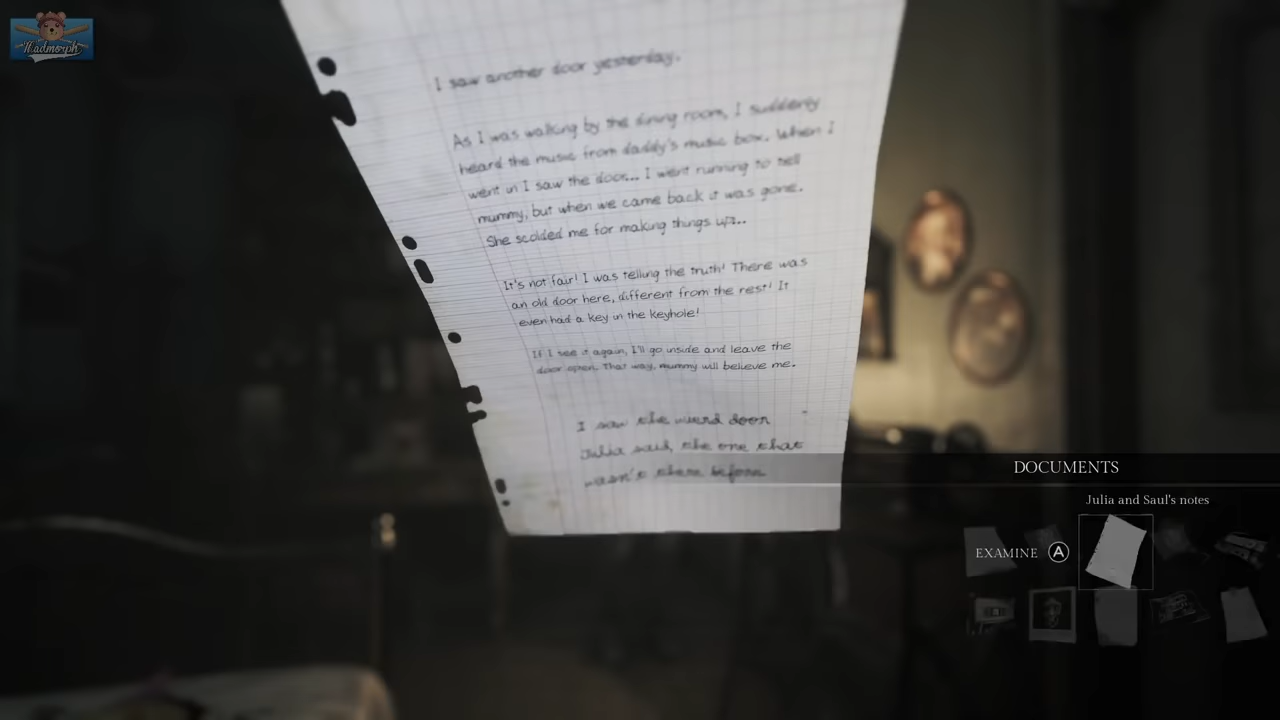 Madmorph
I saw another door yesterday.
As I was walking by the dining room, I suddenly
heard the music from daddy's music box. When I
went in I saw the door... I went running to tell
mummy, but when we came back it was gone.
She scolded me for making things up...
It's not fair! I was telling the truth! There was
an old door here, different from the rest! It
even had a key in the keyhole!
If I see it again, I'll go inside and leave the
door open. That way, mummy will believe me.
I saw the weird door
Julia said, the one that
wasn't there before
DOCUMENTS
Julia and Saul's notes
EXAMINE A